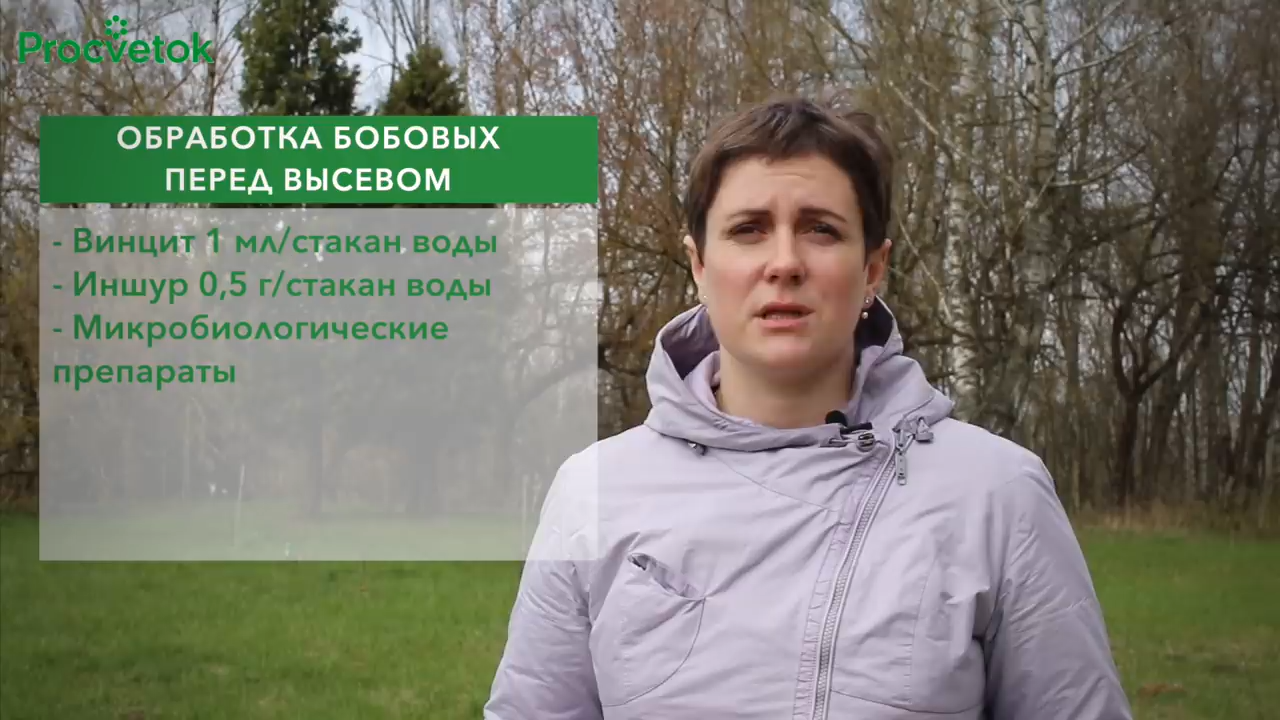 Procvetok
ОБРАБОТКА БОБОВЫХ
ПЕРЕД ВЫСЕВОМ
- Винцит 1 мл/стакан воды
- Иншур 0,5 г/стакан воды
- Микробиологические
препараты